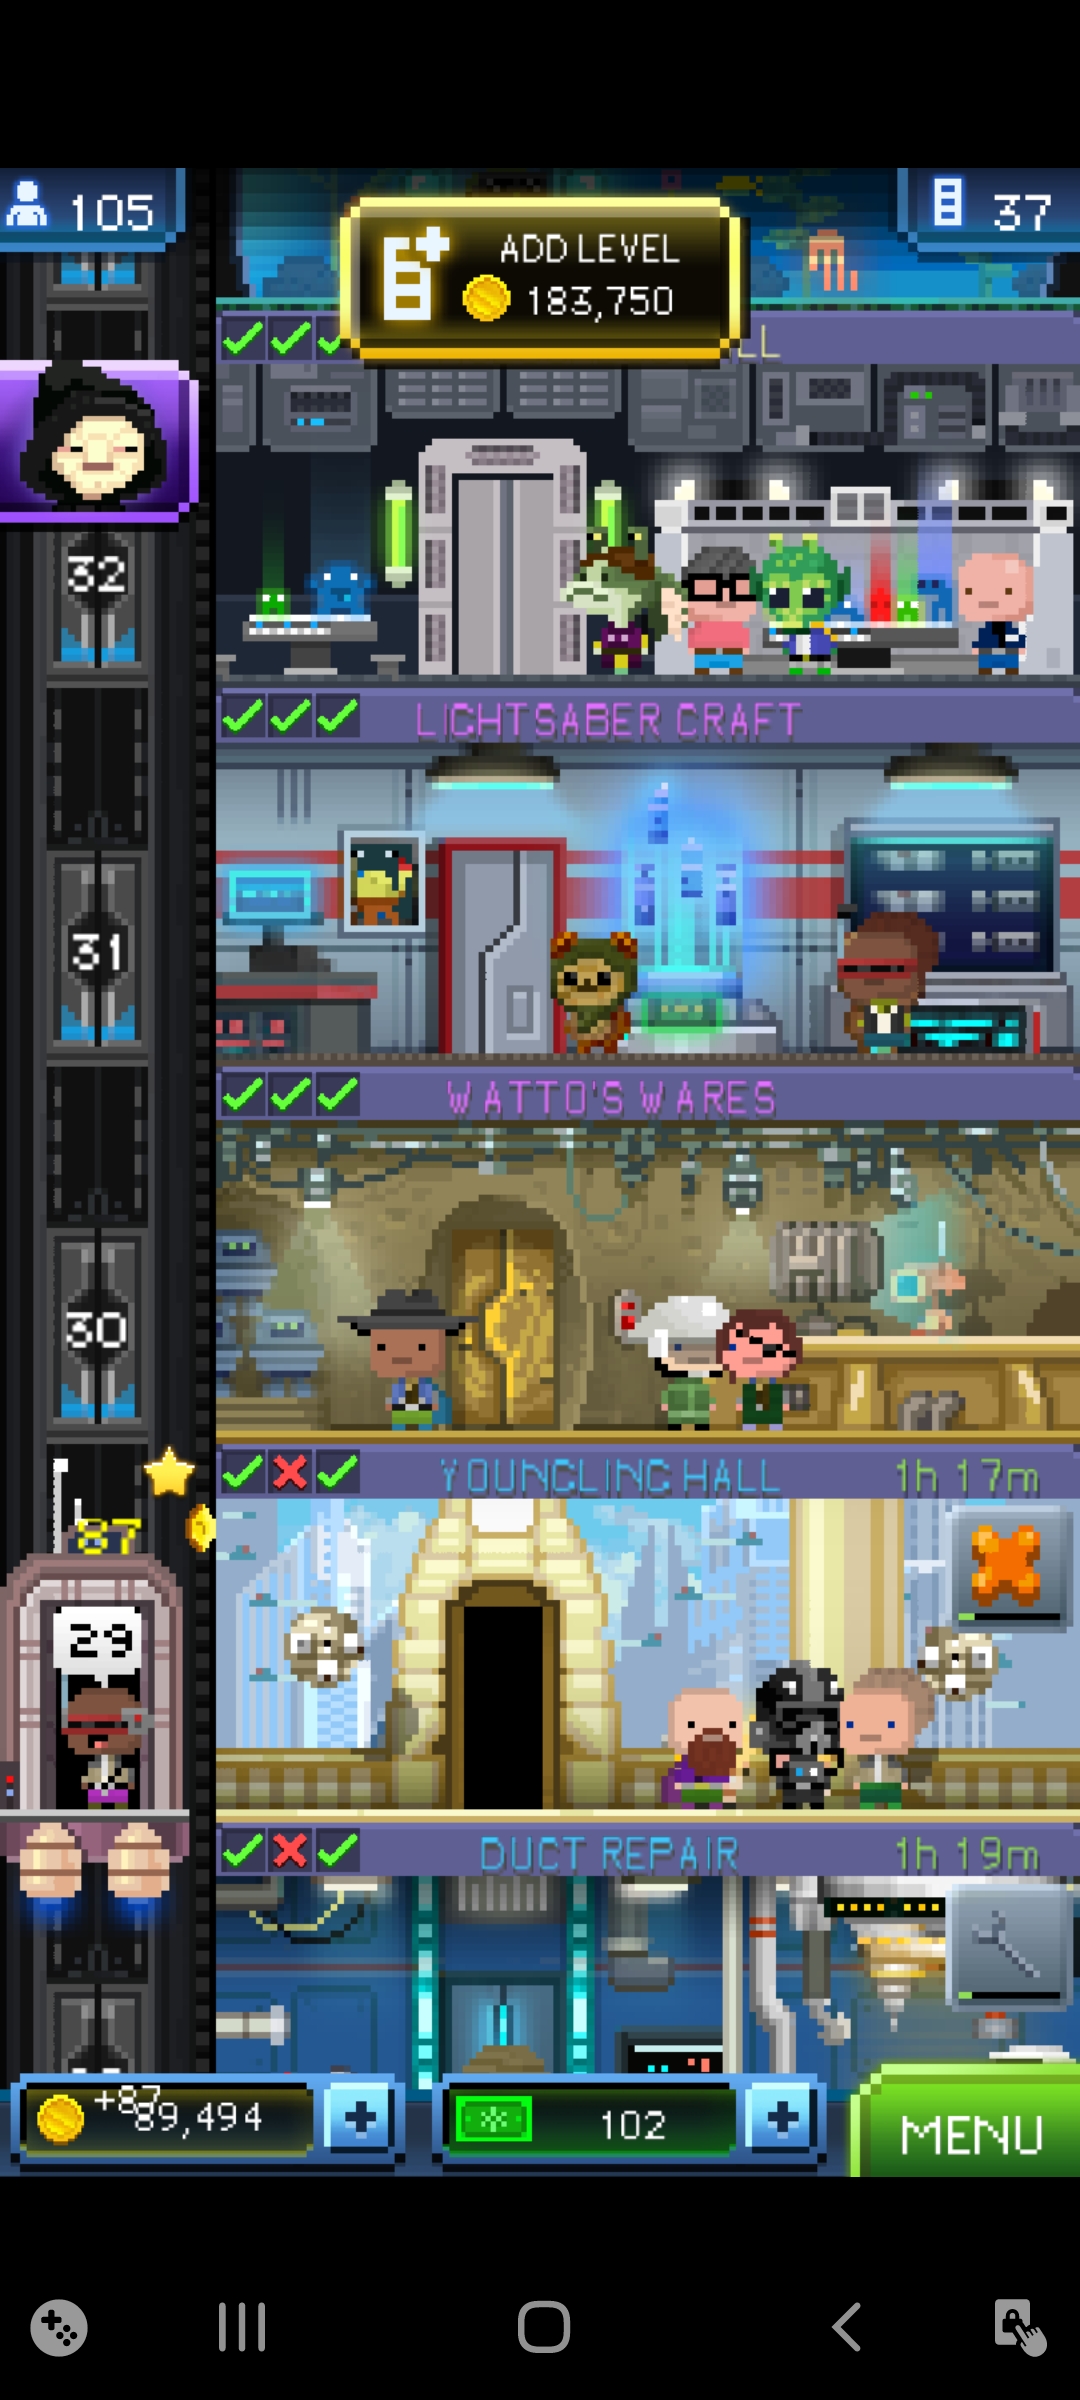 105
ADD LEVEL
183,750
37
LL
32
LIGHTSABER CRAFT
31
WATTO'S WARES
30
YOUNGLING HALL 1h 17m
87
29
DUCT REPAIR 1h 19m
+87
89,494
102
MENU